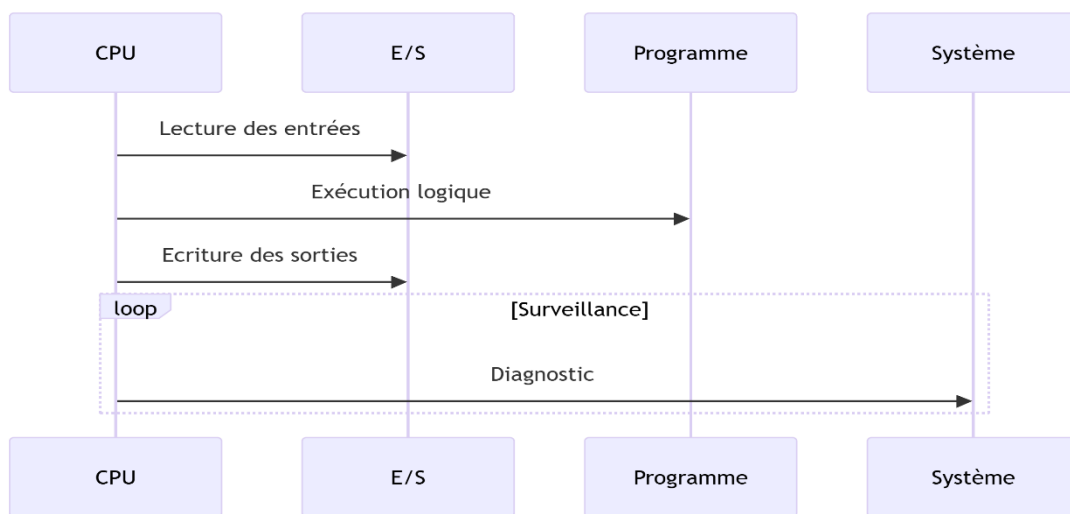 CPU
E/S
Programme
Système
Lecture des entrées
Exécution logique
Ecriture des sorties
loop
[Surveillance]
Diagnostic
CPU
E/S
Programme
Système